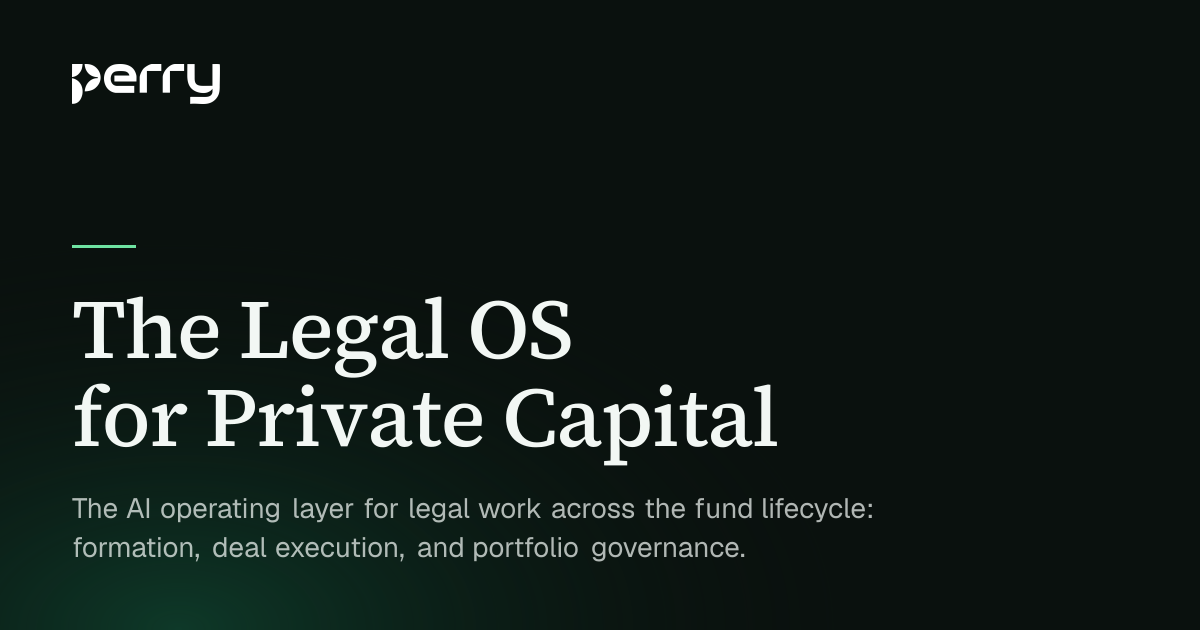 perry
The Legal OS
for Private Capital
The AI operating layer for legal work across the fund lifecycle:
formation, deal execution, and portfolio governance.